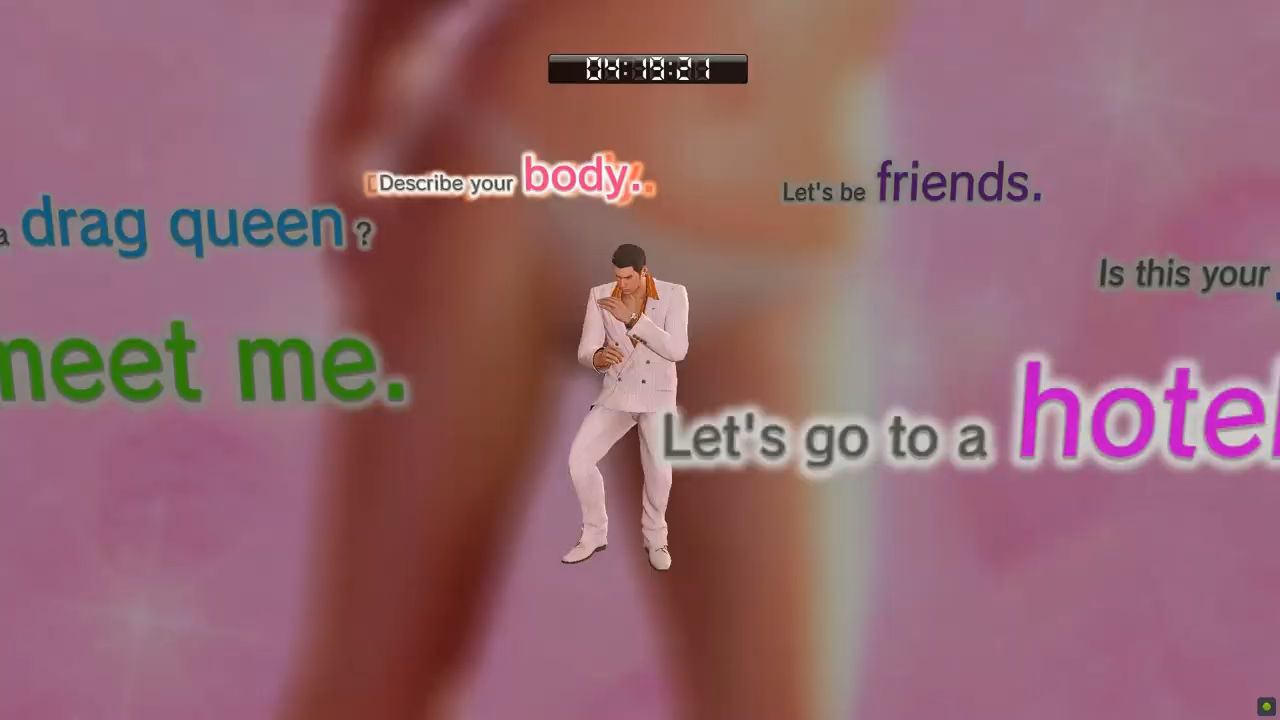 04:19:21
Describe your body..
Let's be friends.
a drag queen?
Is this your
meet me.
Let's go to a hotel